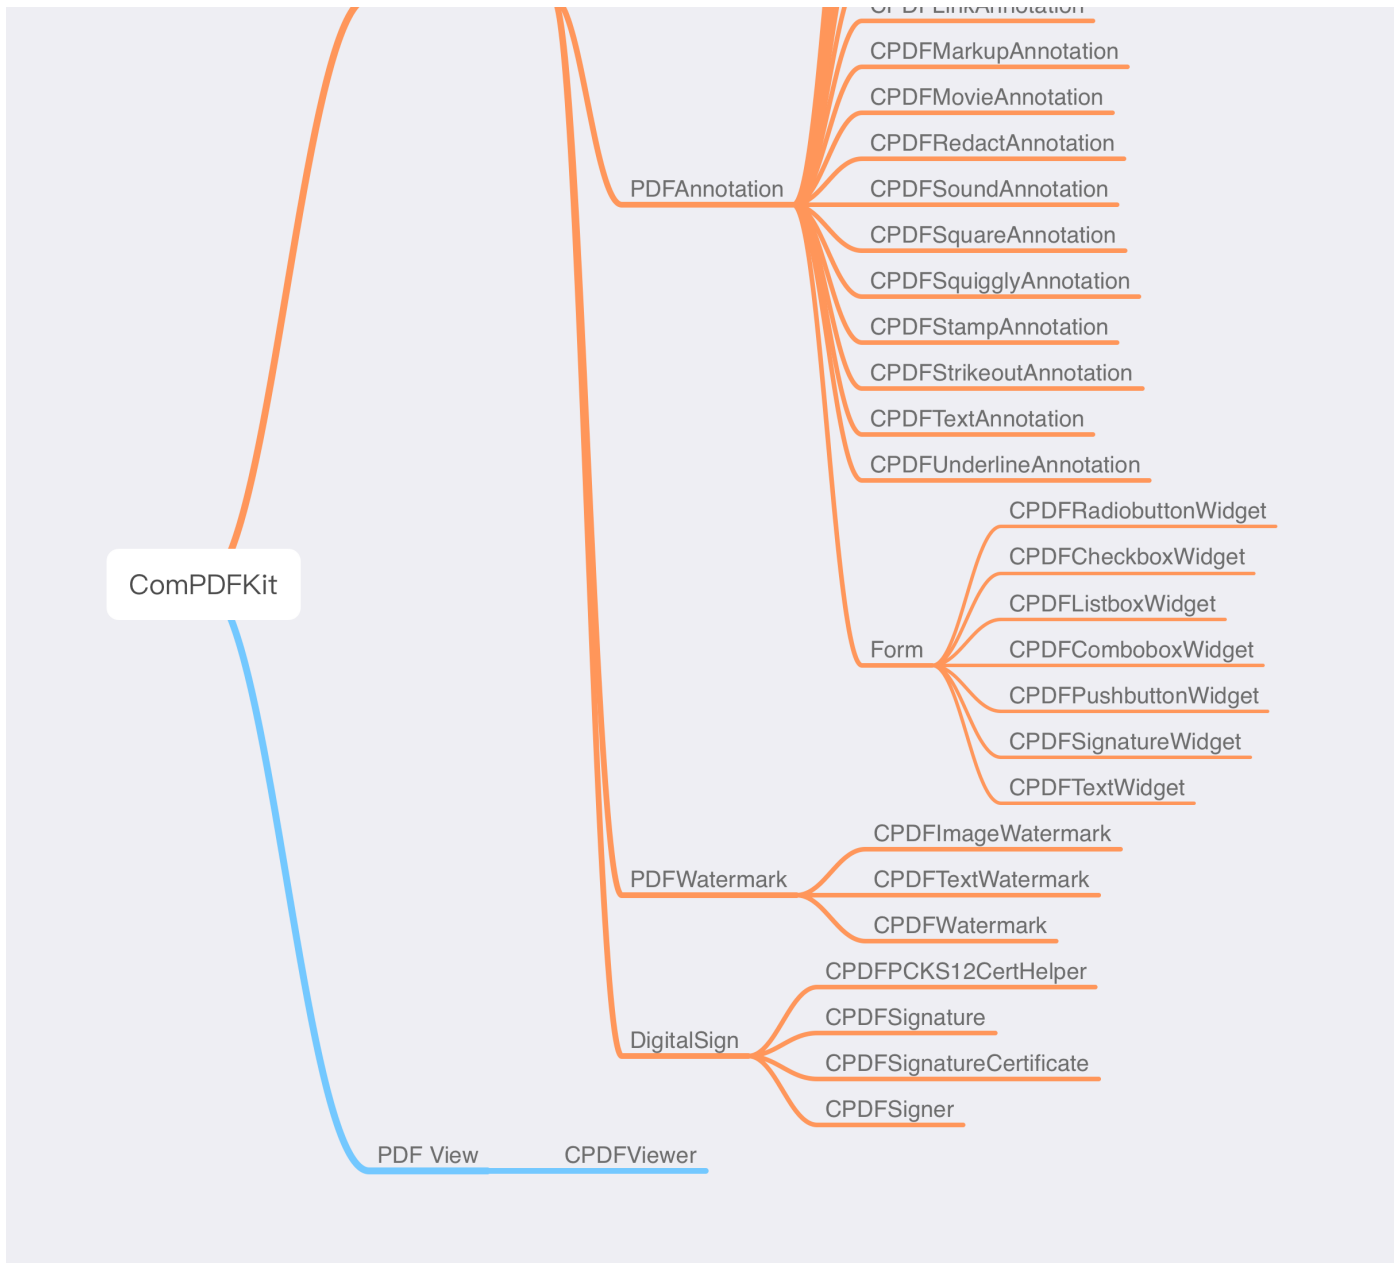 CPDFLinkAnnotation
CPDFMarkupAnnotation
CPDFMovieAnnotation
CPDFRedactAnnotation
PDFAnnotation
CPDFSoundAnnotation
CPDFSquareAnnotation
CPDFSquigglyAnnotation
CPDFStampAnnotation
CPDFStrikeoutAnnotation
CPDFTextAnnotation
CPDFUnderlineAnnotation
CPDFRadiobuttonWidget
CPDFCheckboxWidget
ComPDFKit
CPDFListboxWidget
Form
CPDFComboboxWidget
CPDFPushbuttonWidget
CPDFSignatureWidget
CPDFTextWidget
CPDFImageWatermark
PDFWatermark
CPDFTextWatermark
CPDFWatermark
CPDFPCKS12CertHelper
CPDFSignature
DigitalSign
CPDFSignatureCertificate
CPDFSigner
PDF View
CPDFViewer